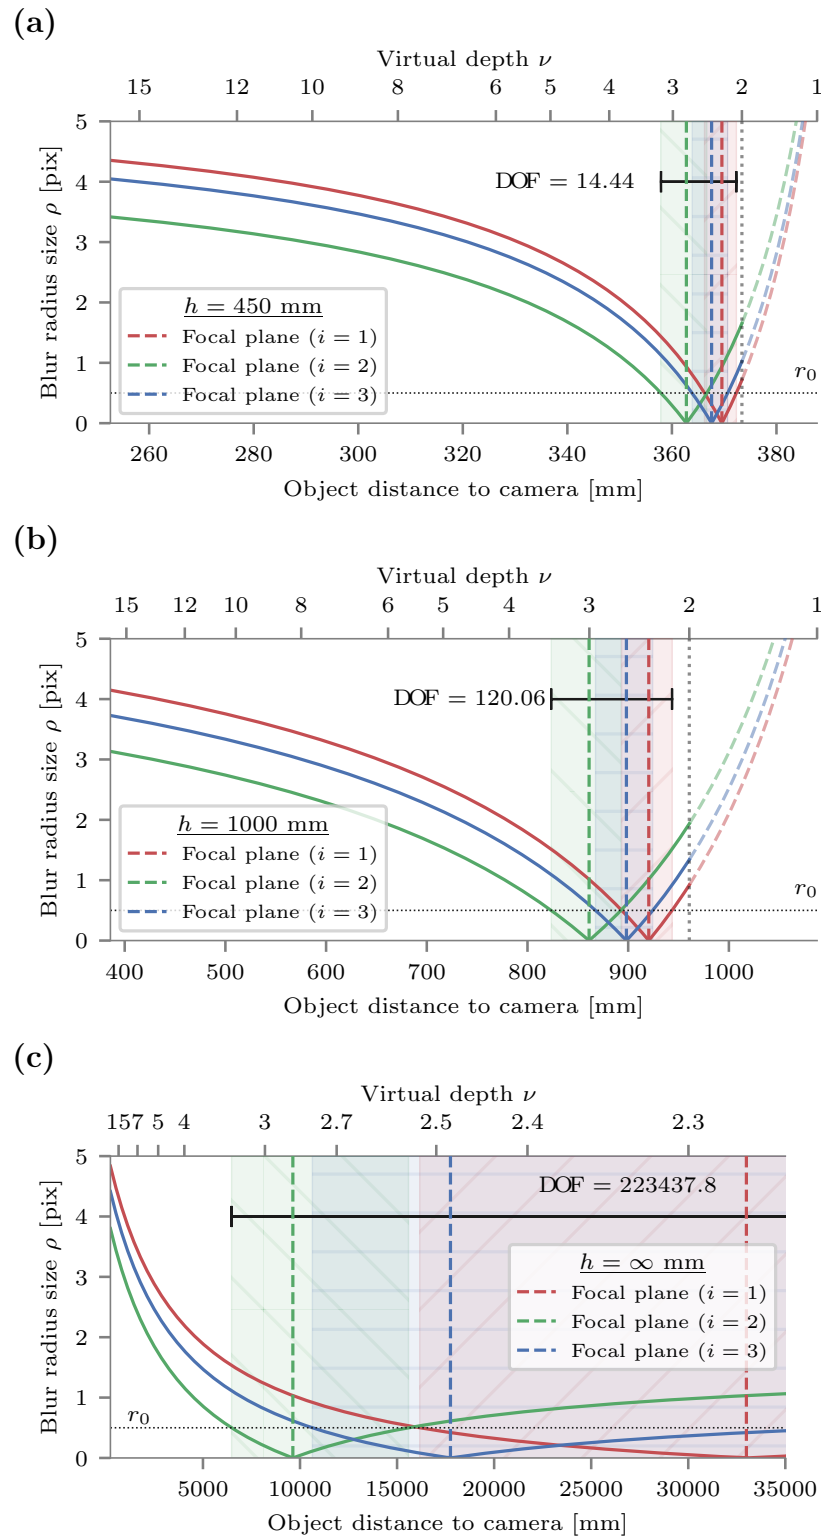 (a)
Virtual depth ν
15 12 10 8 6 5 4 3 2 1
5
4
3
2
1
0
Blur radius size ρ [pix]
DOF = 14.44
h = 450 mm
Focal plane (i = 1)
Focal plane (i = 2)
Focal plane (i = 3)
r0
260 280 300 320 340 360 380
Object distance to camera [mm]
(b)
Virtual depth ν
15 12 10 8 6 5 4 3 2 1
5
4
3
2
1
0
Blur radius size ρ [pix]
DOF = 120.06
h = 1000 mm
Focal plane (i = 1)
Focal plane (i = 2)
Focal plane (i = 3)
r0
400 500 600 700 800 900 1000
Object distance to camera [mm]
(c)
Virtual depth ν
15 7 5 4 3 2.7 2.5 2.4 2.3
5
4
3
2
1
0
Blur radius size ρ [pix]
DOF = 223437.8
h = ∞ mm
Focal plane (i = 1)
Focal plane (i = 2)
Focal plane (i = 3)
r0
5000 10000 15000 20000 25000 30000 35000
Object distance to camera [mm]